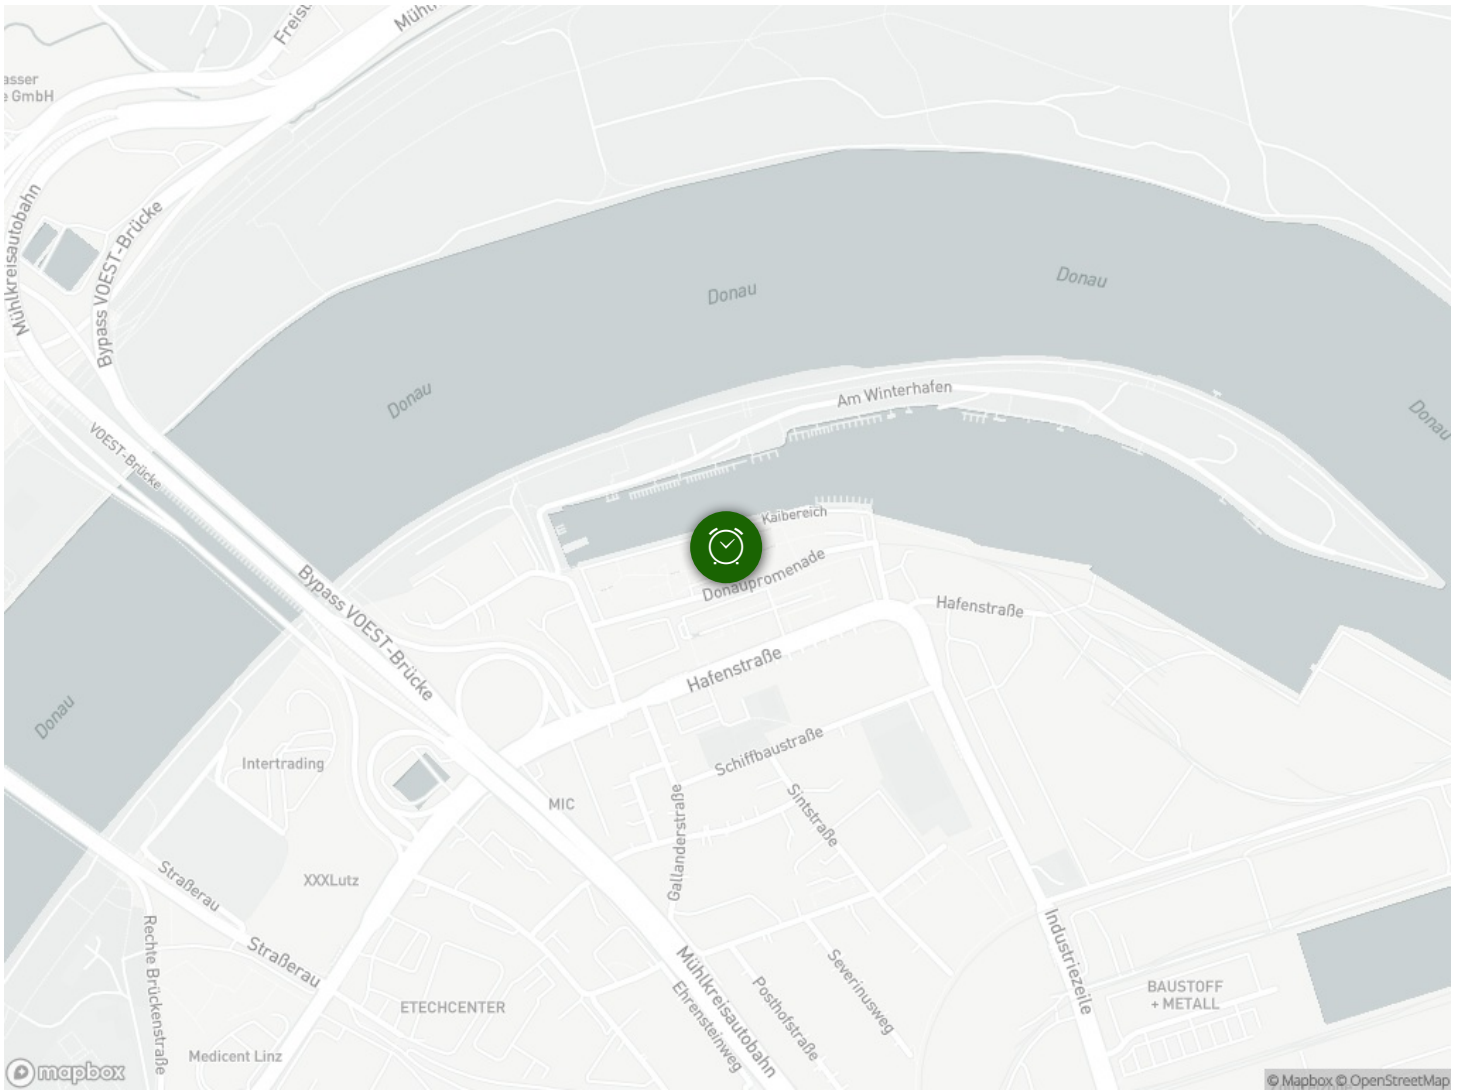 Freist
Mühlk
asser
e GmbH
Mühlkreisautobahn
Bypass VOEST-Brücke
Donau
Donau
Donau
Donau
Am Winterhafen
VOEST-Brücke
Kaibereich
Donaupromenade
Hafenstraße
Bypass VOEST-Brücke
Hafenstraße
Donau
Schiffbaustraße
Intertrading
MIC
Sintstraße
Gallanderstraße
XXXLutz
Straßerau
Straßerau
Rechte Brückenstraße
Industriezeile
Mühlkreisautobahn
Severinusweg
Posthofstraße
Ehrensteinweg
BAUSTOFF
+ METALL
ETECHCENTER
Medicent Linz
mapbox
© Mapbox © OpenStreetMap